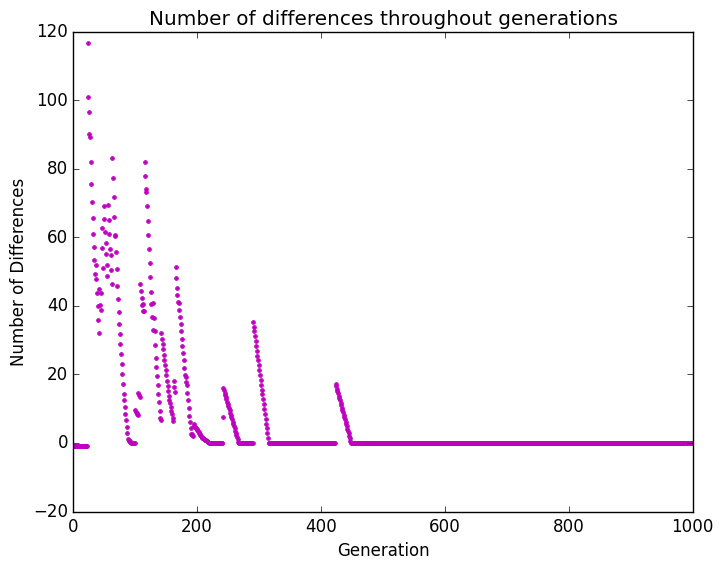 Number of differences throughout generations
Number of Differences
120
100
80
60
40
20
0
−20
0 200 400 600 800 1000
Generation